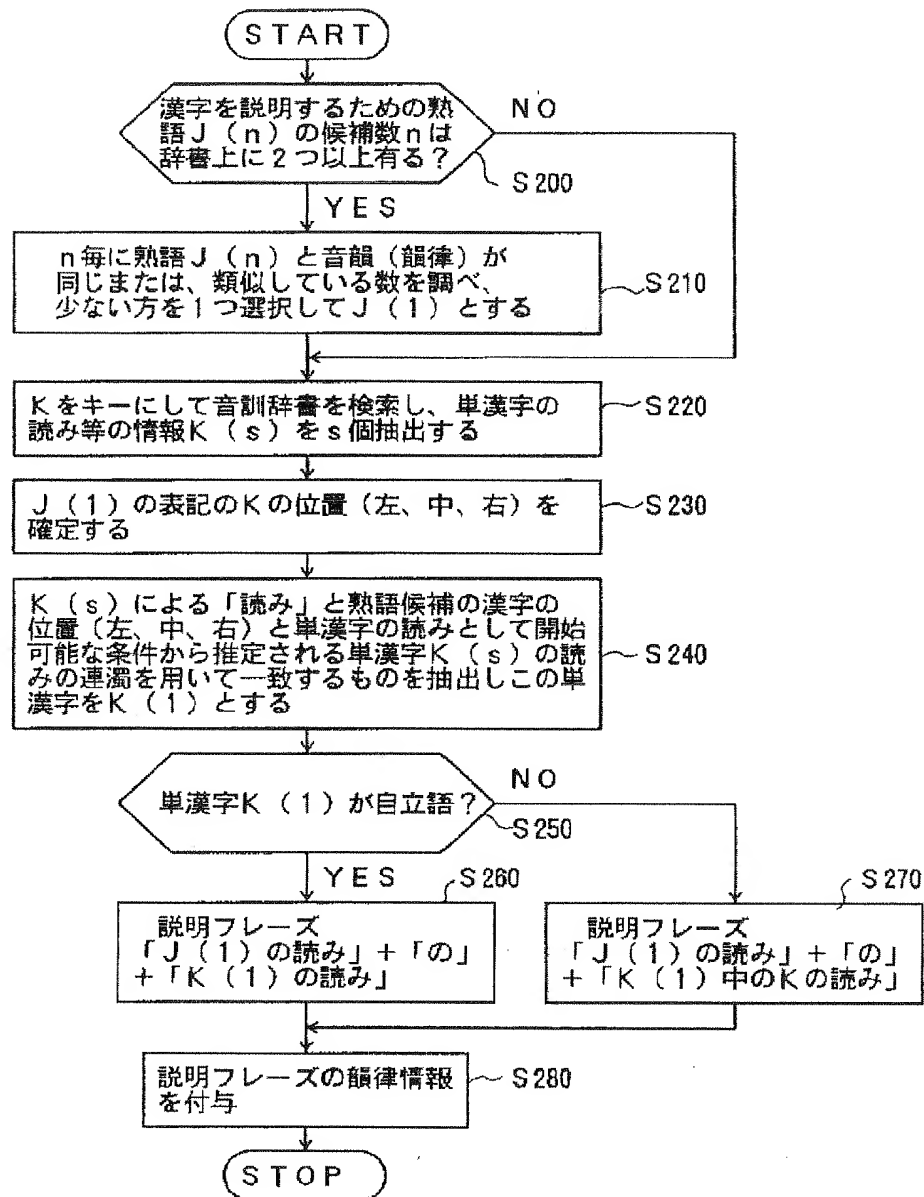 START
漢字を説明するための熟
語J(n)の候補数nは
辞書上に2つ以上有る?
NO
S200
YES
n毎に熟語J(n)と音韻(韻律)が
同じまたは、類似している数を調べ、
少ない方を1つ選択してJ(1)とする
S210
Kをキーにして音訓辞書を検索し、単漢字の
読み等の情報K(s)をs個抽出する
S220
J(1)の表記のKの位置(左、中、右)を
確定する
S230
K(s)による「読み」と熟語候補の漢字の
位置(左、中、右)と単漢字の読みとして開始
可能な条件から推定される単漢字K(s)の読
みの連濁を用いて一致するものを抽出しこの単
漢字をK(1)とする
S240
単漢字K(1)が自立語?
NO
S250
YES
S260
説明フレーズ
「J(1)の読み」+「の」
+「K(1)の読み」
S270
説明フレーズ
「J(1)の読み」+「の」
+「K(1)中のKの読み」
説明フレーズの韻律情報
を付与
S280
STOP